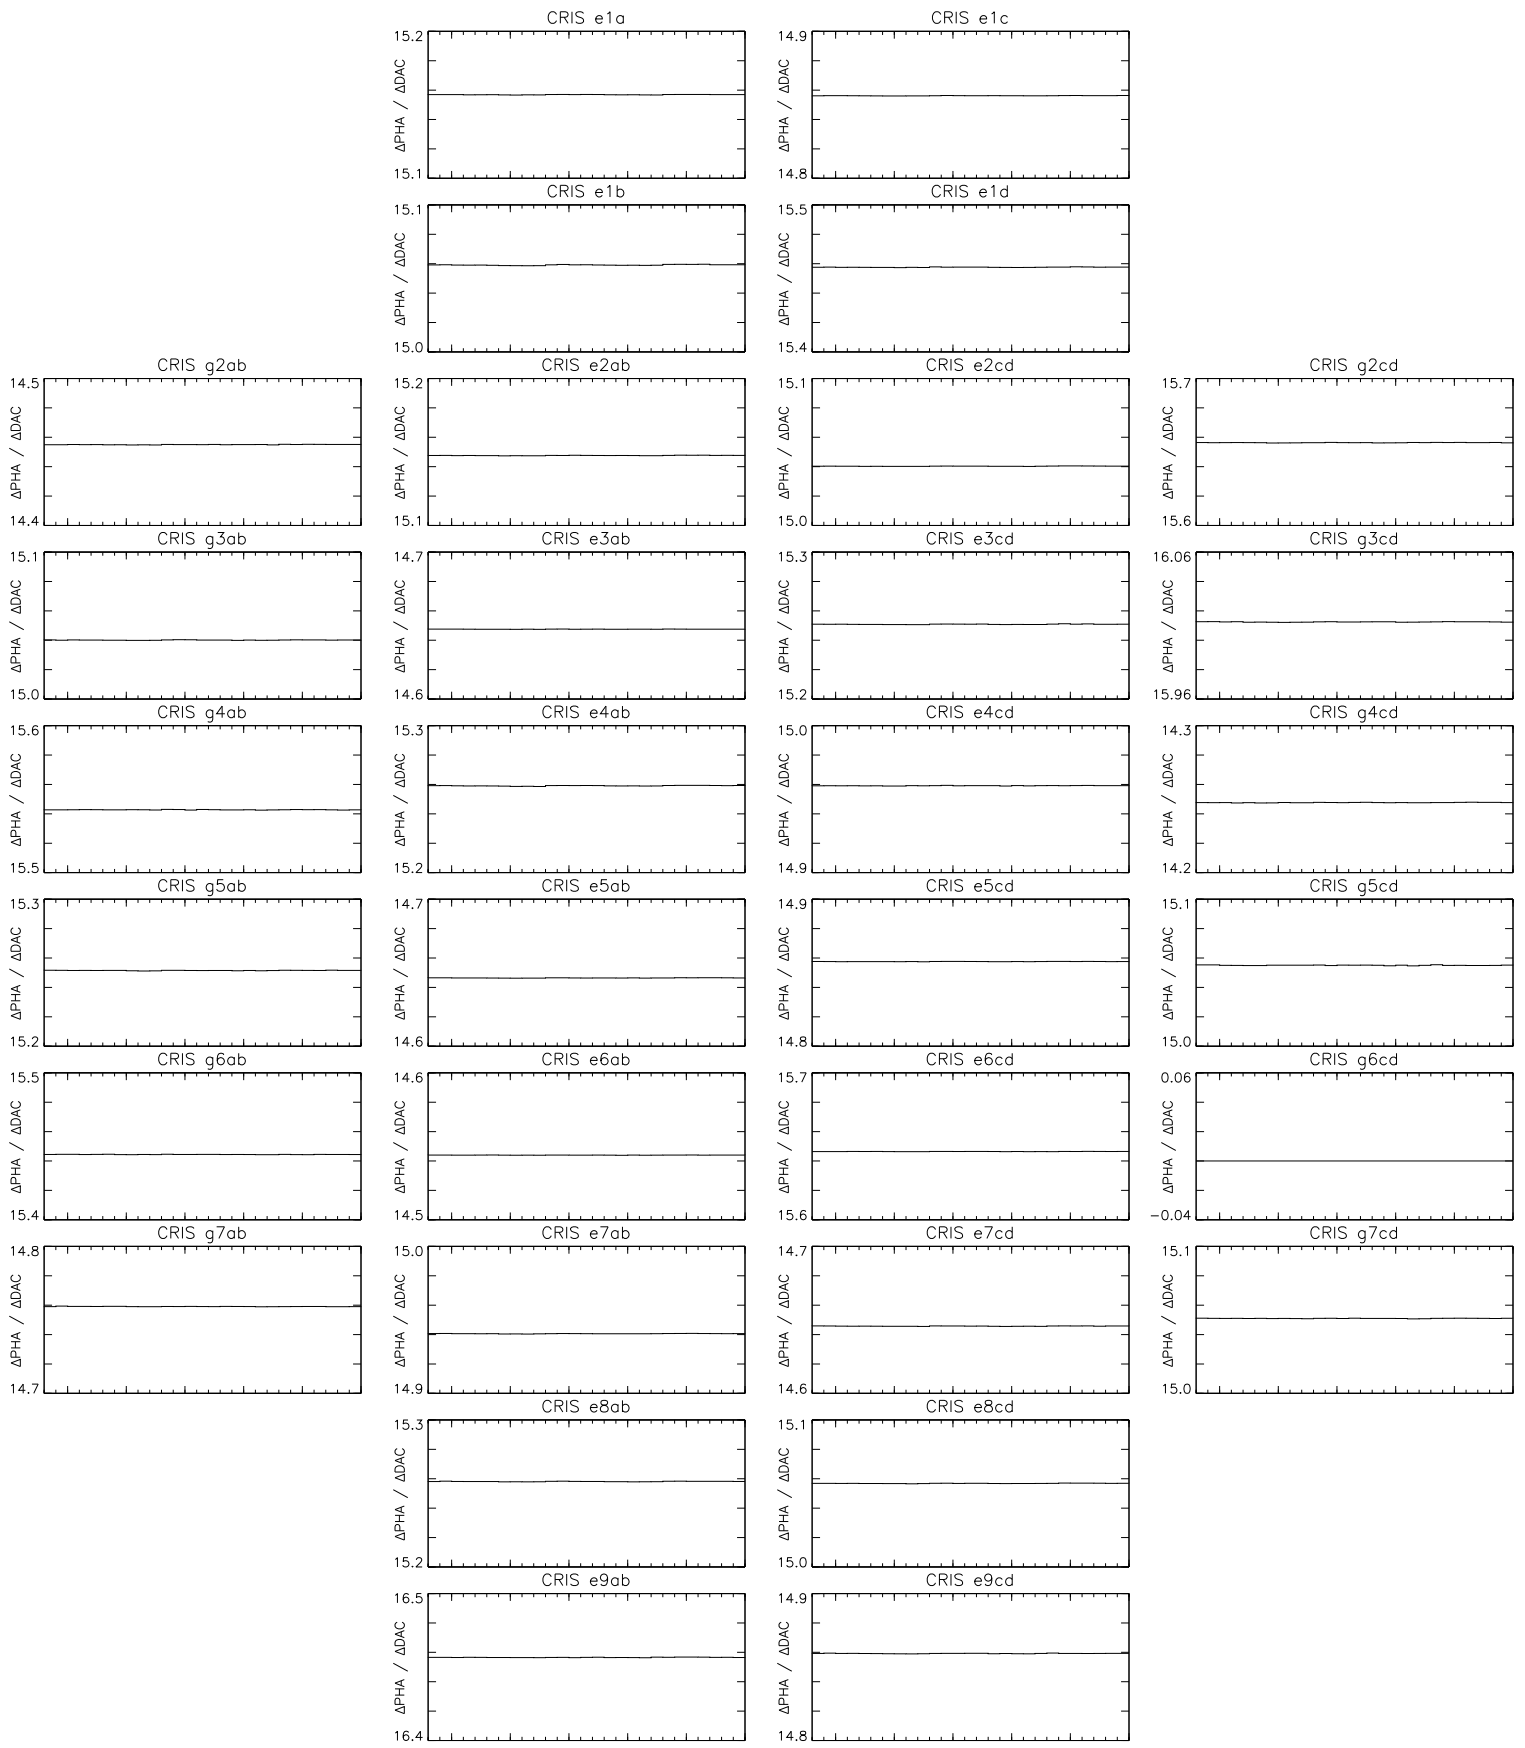 CRIS e1a
CRIS e1c
15.2
ΔPHA / ΔDAC
15.1
14.9
ΔPHA / ΔDAC
14.8
CRIS e1b
CRIS e1d
15.1
ΔPHA / ΔDAC
15.0
15.5
ΔPHA / ΔDAC
15.4
CRIS g2ab
CRIS e2ab
CRIS e2cd
CRIS g2cd
14.5
ΔPHA / ΔDAC
14.4
15.2
ΔPHA / ΔDAC
15.1
15.1
ΔPHA / ΔDAC
15.0
15.7
ΔPHA / ΔDAC
15.6
CRIS g3ab
CRIS e3ab
CRIS e3cd
CRIS g3cd
15.1
ΔPHA / ΔDAC
15.0
14.7
ΔPHA / ΔDAC
14.6
15.3
ΔPHA / ΔDAC
15.2
16.06
ΔPHA / ΔDAC
15.96
CRIS g4ab
CRIS e4ab
CRIS e4cd
CRIS g4cd
15.6
ΔPHA / ΔDAC
15.5
15.3
ΔPHA / ΔDAC
15.2
15.0
ΔPHA / ΔDAC
14.9
14.3
ΔPHA / ΔDAC
14.2
CRIS g5ab
CRIS e5ab
CRIS e5cd
CRIS g5cd
15.3
ΔPHA / ΔDAC
15.2
14.7
ΔPHA / ΔDAC
14.6
14.9
ΔPHA / ΔDAC
14.8
15.1
ΔPHA / ΔDAC
15.0
CRIS g6ab
CRIS e6ab
CRIS e6cd
CRIS g6cd
15.5
ΔPHA / ΔDAC
15.4
14.6
ΔPHA / ΔDAC
14.5
15.7
ΔPHA / ΔDAC
15.6
0.06
ΔPHA / ΔDAC
−0.04
CRIS g7ab
CRIS e7ab
CRIS e7cd
CRIS g7cd
14.8
ΔPHA / ΔDAC
14.7
15.0
ΔPHA / ΔDAC
14.9
14.7
ΔPHA / ΔDAC
14.6
15.1
ΔPHA / ΔDAC
15.0
CRIS e8ab
CRIS e8cd
15.3
ΔPHA / ΔDAC
15.2
15.1
ΔPHA / ΔDAC
15.0
CRIS e9ab
CRIS e9cd
16.5
ΔPHA / ΔDAC
16.4
14.9
ΔPHA / ΔDAC
14.8